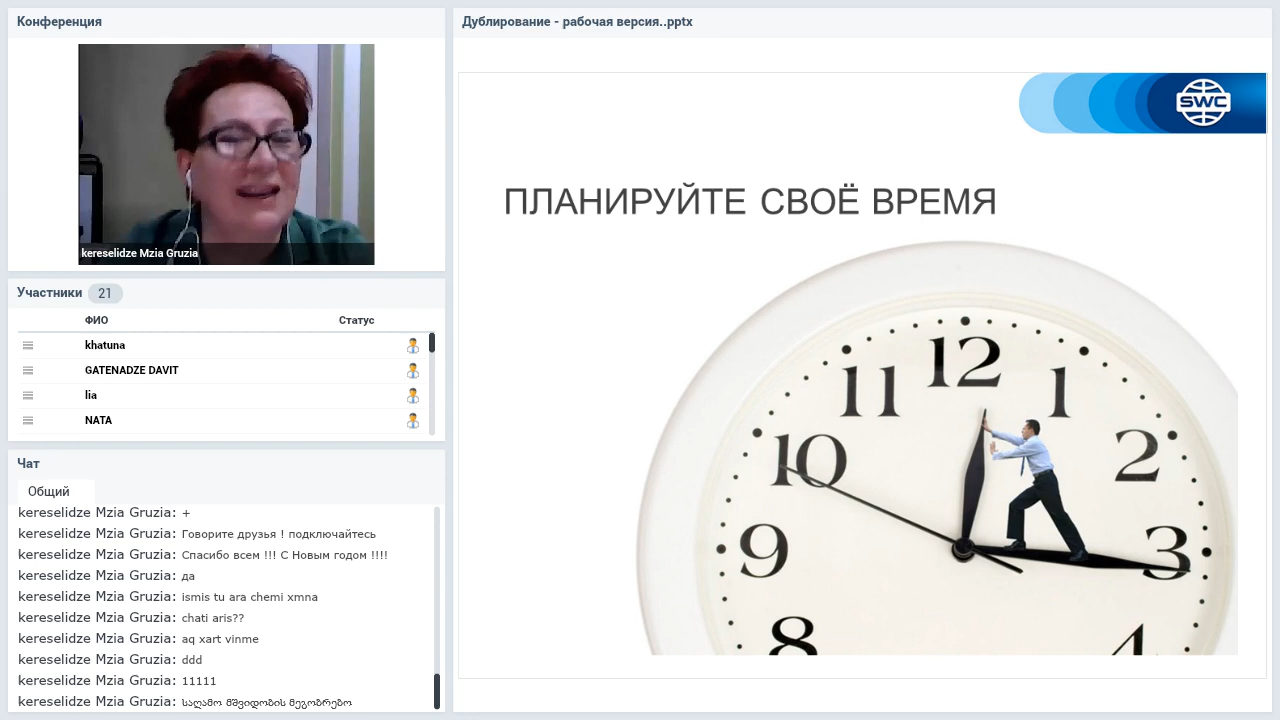 Конференция
kereselidze Mzia Gruzia
Участники 21
ФИО Статус
khatuna
GATENADZE DAVIT
lia
NATA
Чат
Общий
kereselidze Mzia Gruzia: +
kereselidze Mzia Gruzia: Говорите друзья ! подключайтесь
kereselidze Mzia Gruzia: Спасибо всем !!! С Новым годом !!!!
kereselidze Mzia Gruzia: да
kereselidze Mzia Gruzia: ismis tu ara chemi xmna
kereselidze Mzia Gruzia: chati aris??
kereselidze Mzia Gruzia: aq xart vinme
kereselidze Mzia Gruzia: ddd
kereselidze Mzia Gruzia: 11111
kereselidze Mzia Gruzia: საღამო მშვიდობის მეგობრებო
Дублирование - рабочая версия..pptx
SWC
ПЛАНИРУЙТЕ СВОЁ ВРЕМЯ
12
11
1
10
2
9
3
8
4